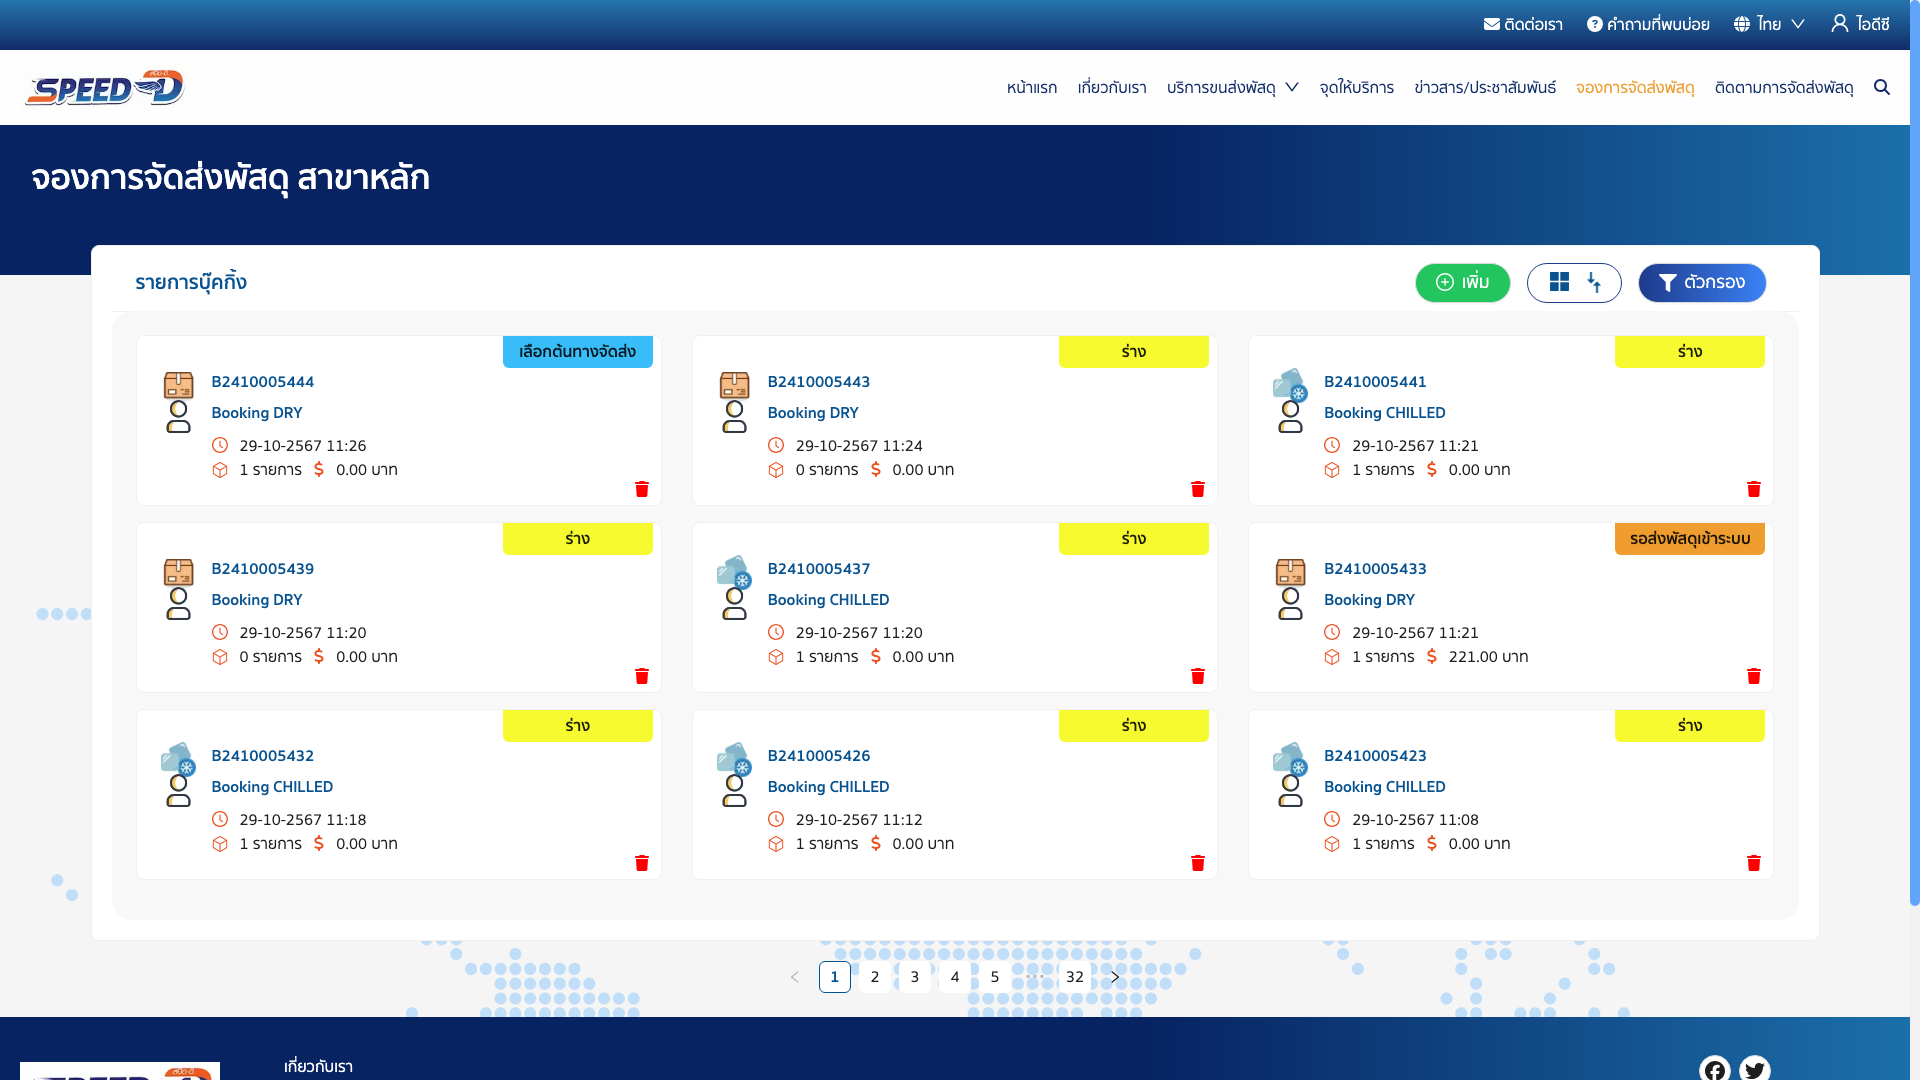 ติดต่อเรา คำถามที่พบบ่อย ไทย ไอดีซี
SPEED-D
หน้าแรก เกี่ยวกับเรา บริการขนส่งพัสดุ จุดให้บริการ ข่าวสาร/ประชาสัมพันธ์ จองการจัดส่งพัสดุ ติดตามการจัดส่งพัสดุ
จองการจัดส่งพัสดุ สาขาหลัก
รายการบุ๊คกิ้ง
เพิ่ม
ตัวกรอง
เลือกต้นทางจัดส่ง
B2410005444
Booking DRY
29-10-2567 11:26
1 รายการ $ 0.00 บาท
ร่าง
B2410005443
Booking DRY
29-10-2567 11:24
0 รายการ $ 0.00 บาท
ร่าง
B2410005441
Booking CHILLED
29-10-2567 11:21
1 รายการ $ 0.00 บาท
ร่าง
B2410005439
Booking DRY
29-10-2567 11:20
0 รายการ $ 0.00 บาท
ร่าง
B2410005437
Booking CHILLED
29-10-2567 11:20
1 รายการ $ 0.00 บาท
รอส่งพัสดุเข้าระบบ
B2410005433
Booking DRY
29-10-2567 11:21
1 รายการ $ 221.00 บาท
ร่าง
B2410005432
Booking CHILLED
29-10-2567 11:18
1 รายการ $ 0.00 บาท
ร่าง
B2410005426
Booking CHILLED
29-10-2567 11:12
1 รายการ $ 0.00 บาท
ร่าง
B2410005423
Booking CHILLED
29-10-2567 11:08
1 รายการ $ 0.00 บาท
1 2 3 4 5 ••• 32
เกี่ยวกับเรา